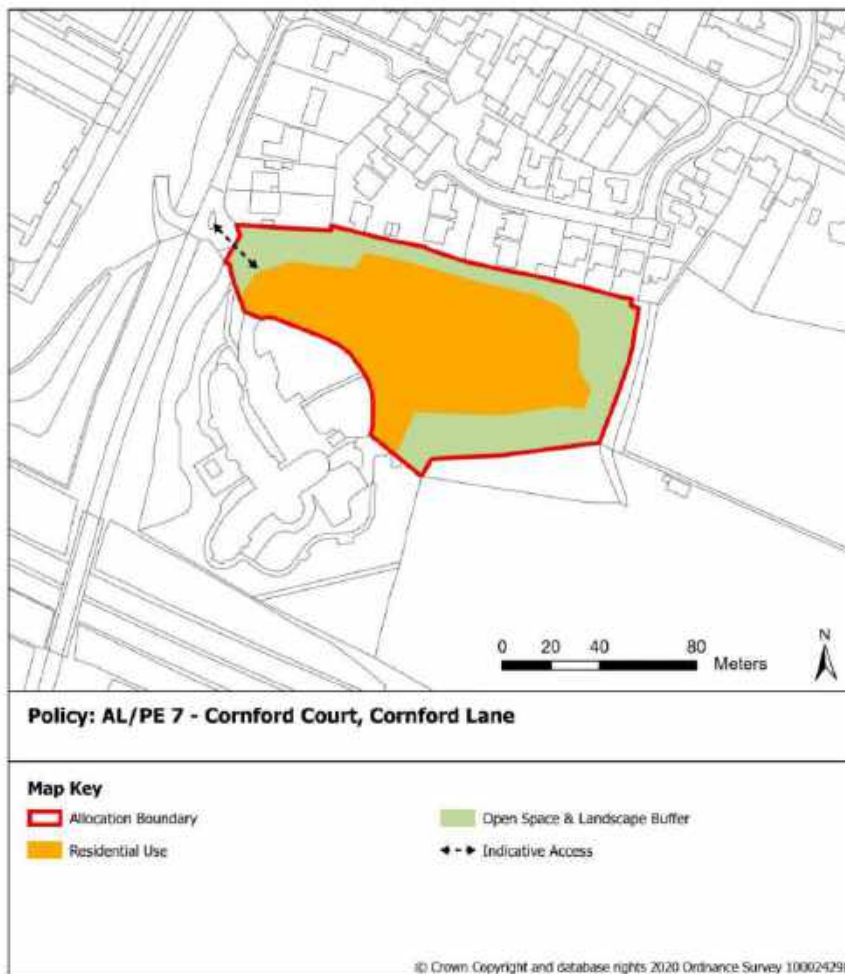 N
0 20 40 80
Meters
Policy: AL/PE 7 - Cornford Court, Cornford Lane
Map Key
Allocation Boundary
Open Space & Landscape Buffer
Residential Use
Indicative Access
© Crown Copyright and database rights 2020 Ordnance Survey 100024298